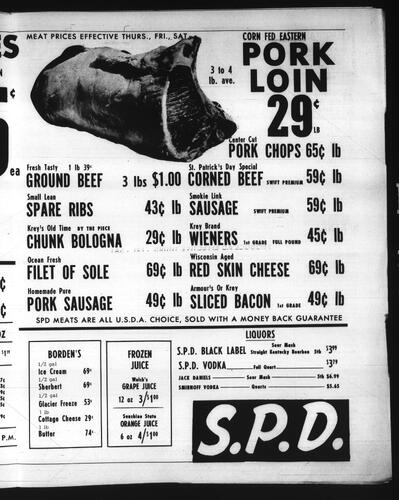 ES
MEAT PRICES EFFECTIVE THURS., FRI., SAT.
CORN FED EASTERN
PORK
LOIN
3 to 4
lb. ave.
29¢
LB
Center Cut
PORK CHOPS 65¢ lb
ea
Fresh Tasty 1 lb 39¢
GROUND BEEF 3 lbs $1.00
St. Patrick's Day Special
CORNED BEEF SWIFT PREMIUM 59¢ lb
Small Lean
SPARE RIBS 43¢ lb
Smokie Link
SAUSAGE SWIFT PREMIUM 59¢ lb
Krey's Old Time BY THE PIECE
CHUNK BOLOGNA 29¢ lb
Krey Brand
WIENERS 1st GRADE FULL POUND 45¢ lb
Ocean Fresh
FILET OF SOLE 69¢ lb
Wisconsin Aged
RED SKIN CHEESE 69¢ lb
Homemade Pure
PORK SAUSAGE 49¢ lb
Armour's Or Krey
SLICED BACON 1st GRADE 49¢ lb
SPD MEATS ARE ALL U.S.D.A. CHOICE, SOLD WITH A MONEY BACK GUARANTEE
OZ
P.M.
BORDEN'S
1/2 gal
Ice Cream 69¢
1/2 gal
Sherbert 69¢
1/2 gal
Glacier Freeze 53¢
1 lb
Cottage Cheese 29¢
1 lb
Butter 74¢
FROZEN
JUICE
Welch's
GRAPE JUICE
12 oz 3/$1.00
Sunshine State
ORANGE JUICE
6 oz 4/$1.00
LIQUORS
S.P.D. BLACK LABEL Sour Mash Straight Kentucky Bourbon 5th $3.99
S.P.D. VODKA Full Quart $3.79
JACK DANIELS Sour Mash 5th $6.99
SMIRNOFF VODKA Quarts $5.65
S.P.D.